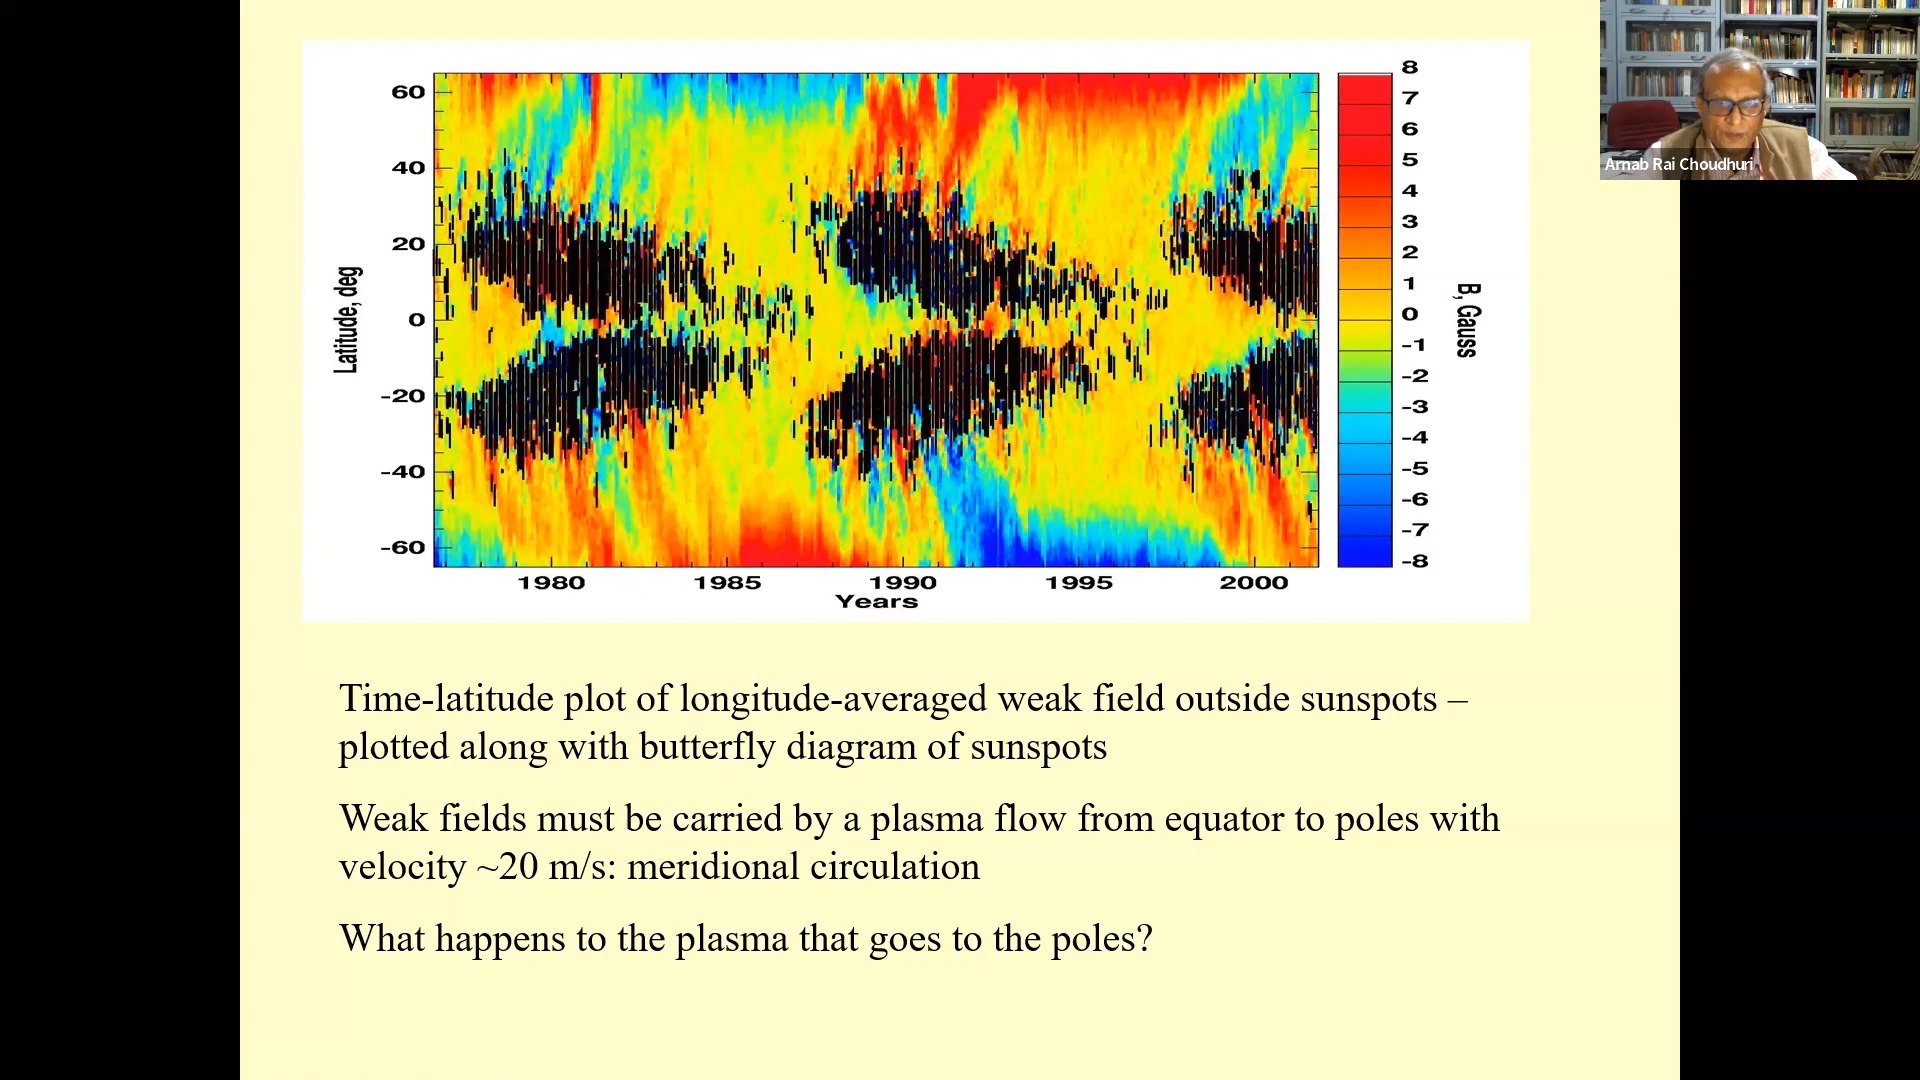 60
40
20
0
-20
-40
-60
Latitude, deg
1980 1985 1990 1995 2000
Years
8
7
6
5
4
3
2
1
0
-1
-2
-3
-4
-5
-6
-7
-8
B, Gauss
Arnab Rai Choudhuri
Time-latitude plot of longitude-averaged weak field outside sunspots –
plotted along with butterfly diagram of sunspots
Weak fields must be carried by a plasma flow from equator to poles with
velocity ~20 m/s: meridional circulation
What happens to the plasma that goes to the poles?